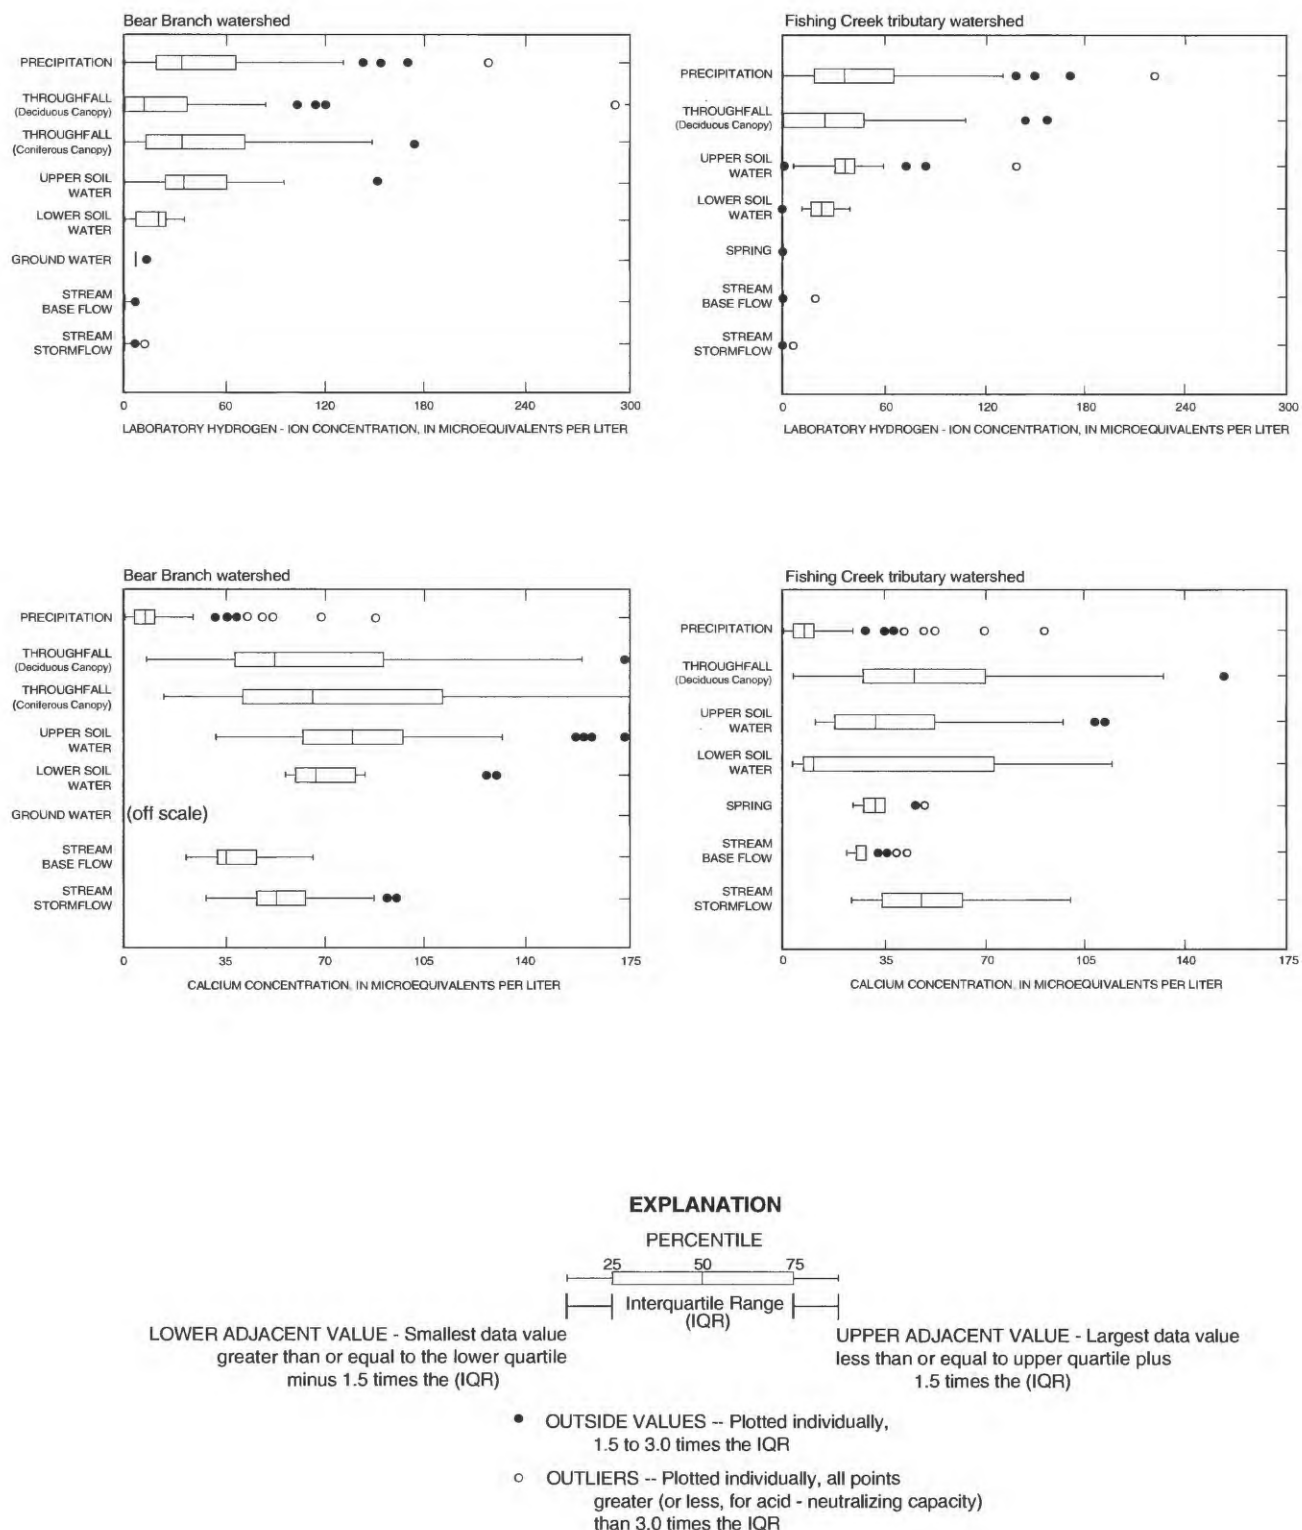 Bear Branch watershed
PRECIPITATION
THROUGHFALL
(Deciduous Canopy)
THROUGHFALL
(Coniferous Canopy)
UPPER SOIL
WATER
LOWER SOIL
WATER
GROUND WATER
STREAM
BASE FLOW
STREAM
STORMFLOW
0 60 120 180 240 300
LABORATORY HYDROGEN - ION CONCENTRATION, IN MICROEQUIVALENTS PER LITER
Fishing Creek tributary watershed
PRECIPITATION
THROUGHFALL
(Deciduous Canopy)
UPPER SOIL
WATER
LOWER SOIL
WATER
SPRING
STREAM
BASE FLOW
STREAM
STORMFLOW
0 60 120 180 240 300
LABORATORY HYDROGEN - ION CONCENTRATION, IN MICROEQUIVALENTS PER LITER
Bear Branch watershed
PRECIPITATION
THROUGHFALL
(Deciduous Canopy)
THROUGHFALL
(Coniferous Canopy)
UPPER SOIL
WATER
LOWER SOIL
WATER
GROUND WATER (off scale)
STREAM
BASE FLOW
STREAM
STORMFLOW
0 35 70 105 140 175
CALCIUM CONCENTRATION, IN MICROEQUIVALENTS PER LITER
Fishing Creek tributary watershed
PRECIPITATION
THROUGHFALL
(Deciduous Canopy)
UPPER SOIL
WATER
LOWER SOIL
WATER
SPRING
STREAM
BASE FLOW
STREAM
STORMFLOW
0 35 70 105 140 175
CALCIUM CONCENTRATION, IN MICROEQUIVALENTS PER LITER
EXPLANATION
PERCENTILE
25 50 75
Interquartile Range
(IQR)
LOWER ADJACENT VALUE - Smallest data value
greater than or equal to the lower quartile
minus 1.5 times the (IQR)
UPPER ADJACENT VALUE - Largest data value
less than or equal to upper quartile plus
1.5 times the (IQR)
OUTSIDE VALUES -- Plotted individually,
1.5 to 3.0 times the IQR
OUTLIERS -- Plotted individually, all points
greater (or less, for acid - neutralizing capacity)
than 3.0 times the IQR